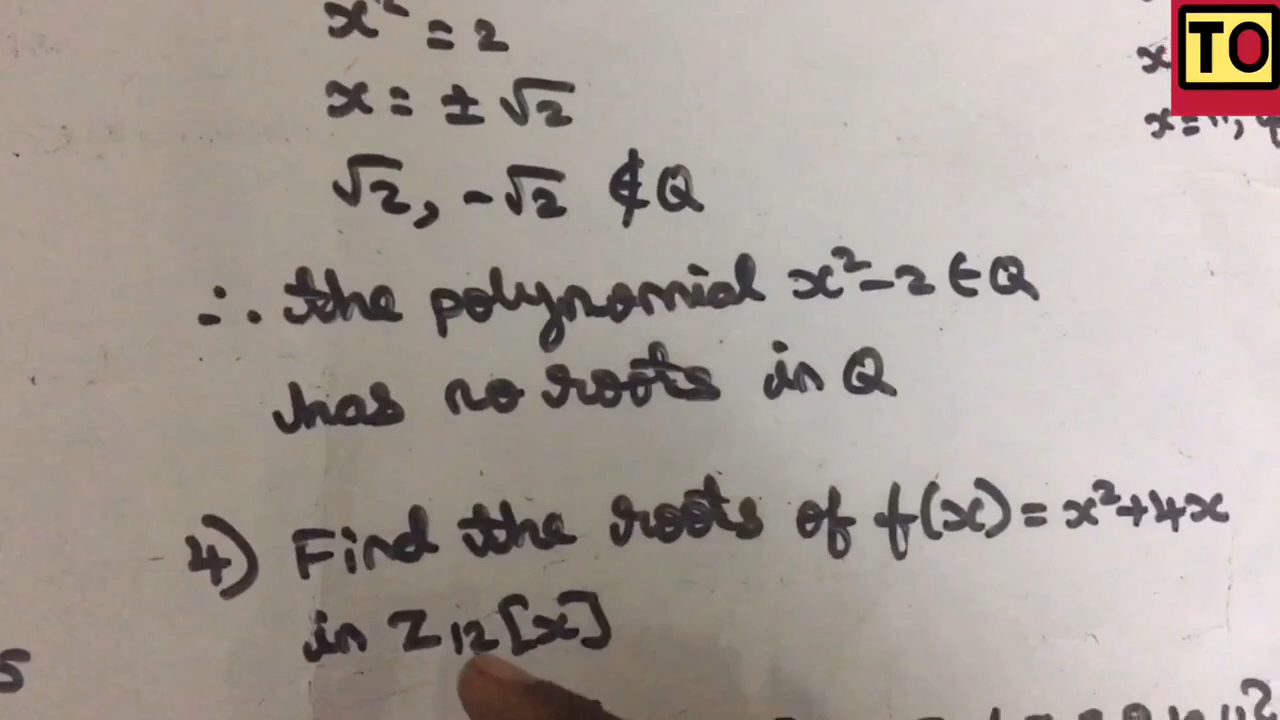 x² = 2
x = ± √2
√2, -√2 ∉ Q
∴ the polynomial x²-2 ∈ Q
has no roots in Q
4) Find the roots of f(x) = x²+4x
in Z₁₂[x]
TO
x
5